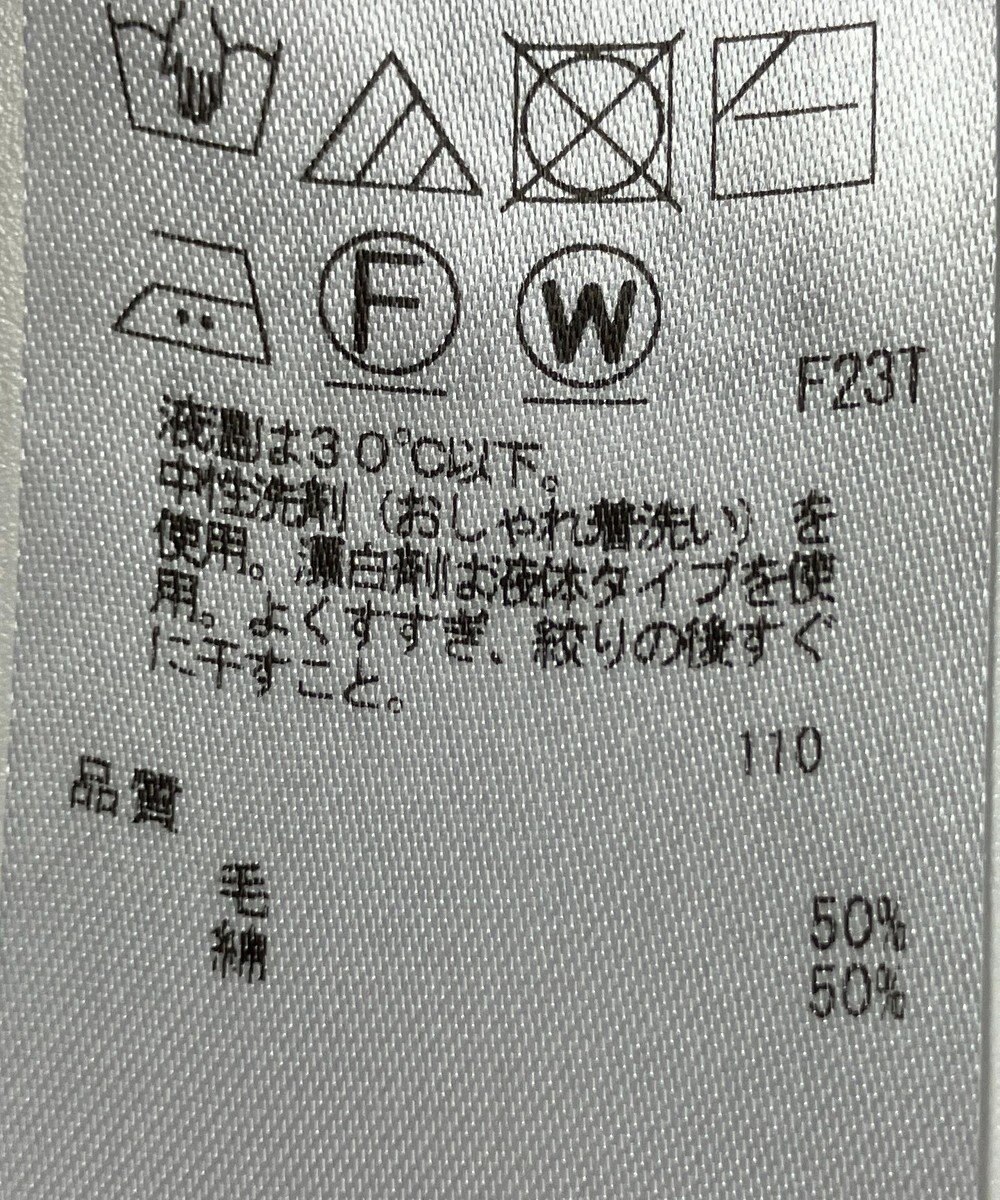 F
W
F23T
液温は30℃以下。
中性洗剤(おしゃれ着洗い)を
使用。漂白剤は液体タイプを使
用。よくすすぎ、絞りの後すぐ
に干すこと。
110
品質
毛 50%
綿 50%